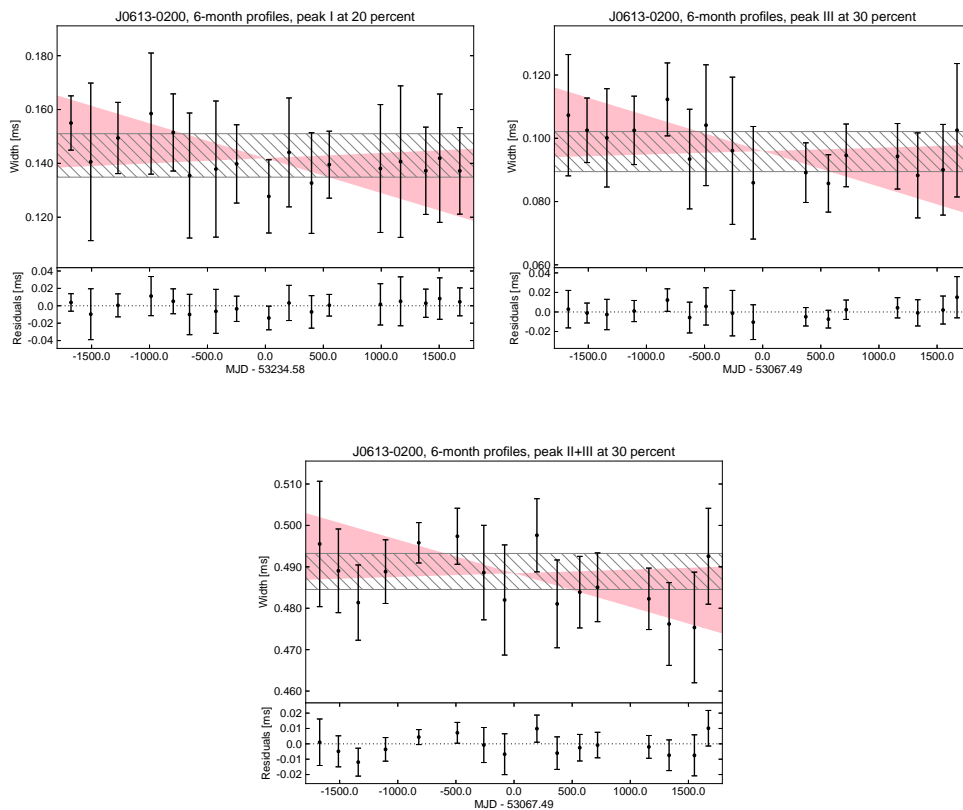 J0613-0200, 6-month profiles, peak I at 20 percent
0.180
0.160
0.140
0.120
Width [ms]
0.04
0.02
0.0
-0.02
-0.04
Residuals [ms]
-1500.0 -1000.0 -500.0 0.0 500.0 1000.0 1500.0
MJD - 53234.58
J0613-0200, 6-month profiles, peak III at 30 percent
0.120
0.100
0.080
0.060
Width [ms]
0.04
0.02
0.0
-0.02
Residuals [ms]
-1500.0 -1000.0 -500.0 0.0 500.0 1000.0 1500.0
MJD - 53067.49
J0613-0200, 6-month profiles, peak II+III at 30 percent
0.510
0.500
0.490
0.480
0.470
0.460
Width [ms]
0.02
0.01
0.0
-0.01
-0.02
Residuals [ms]
-1500.0 -1000.0 -500.0 0.0 500.0 1000.0 1500.0
MJD - 53067.49